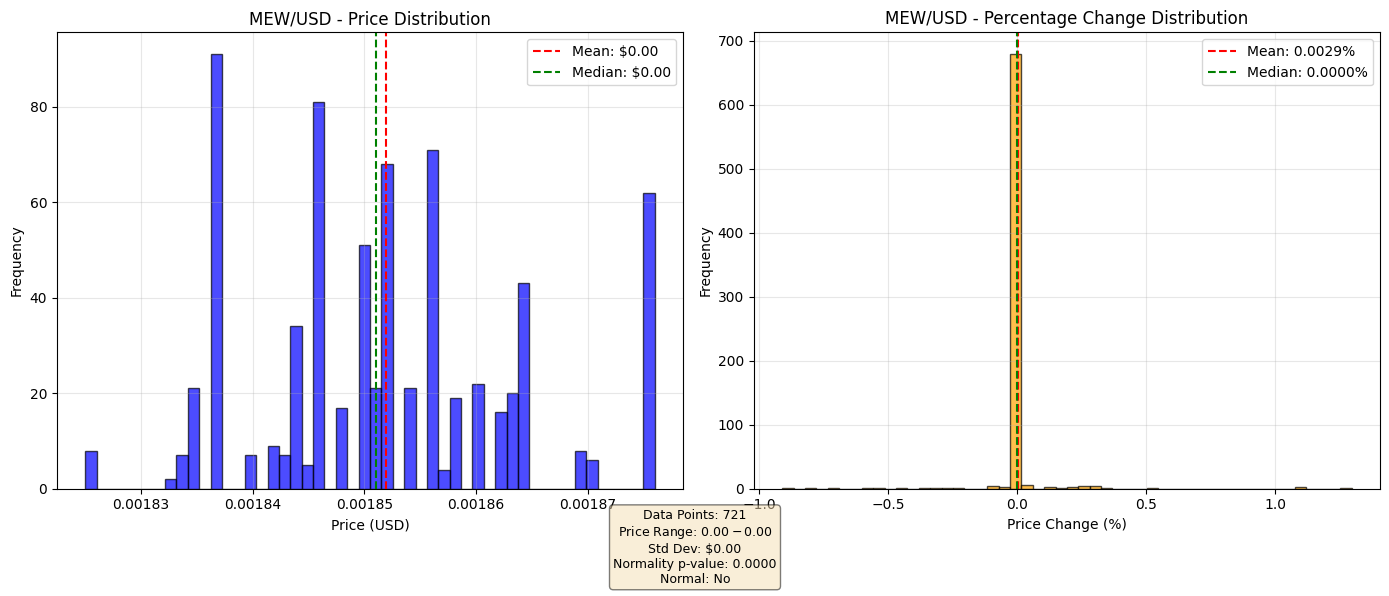 MEW/USD - Price Distribution
Mean: $0.00
Median: $0.00
80
60
40
20
0
Frequency
0.00183
0.00184
0.00185
0.00186
0.00187
Price (USD)
MEW/USD - Percentage Change Distribution
Mean: 0.0029%
Median: 0.0000%
700
600
500
400
300
200
100
0
Frequency
−1.0
−0.5
0.0
0.5
1.0
Price Change (%)
Data Points: 721
Price Range: 0.00 − 0.00
Std Dev: $0.00
Normality p-value: 0.0000
Normal: No